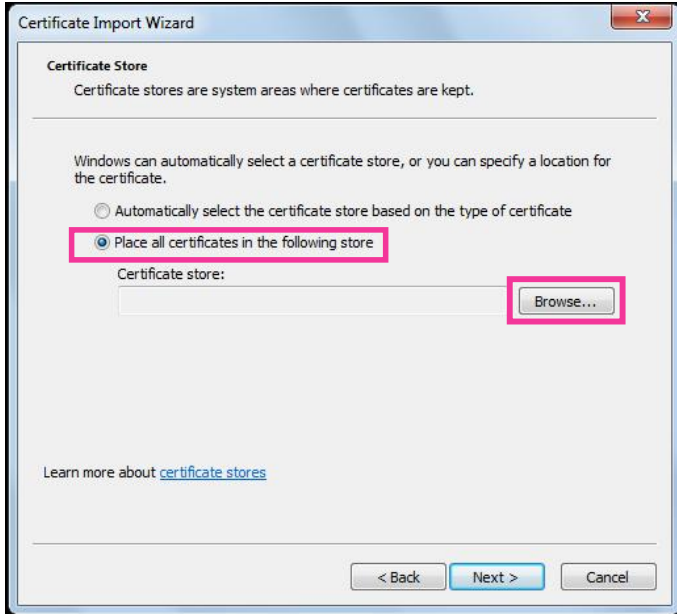 Certificate Import Wizard
Certificate Store
Certificate stores are system areas where certificates are kept.
Windows can automatically select a certificate store, or you can specify a location for
the certificate.
Automatically select the certificate store based on the type of certificate
Place all certificates in the following store
Certificate store:
Browse...
Learn more about certificate stores
< Back Next > Cancel